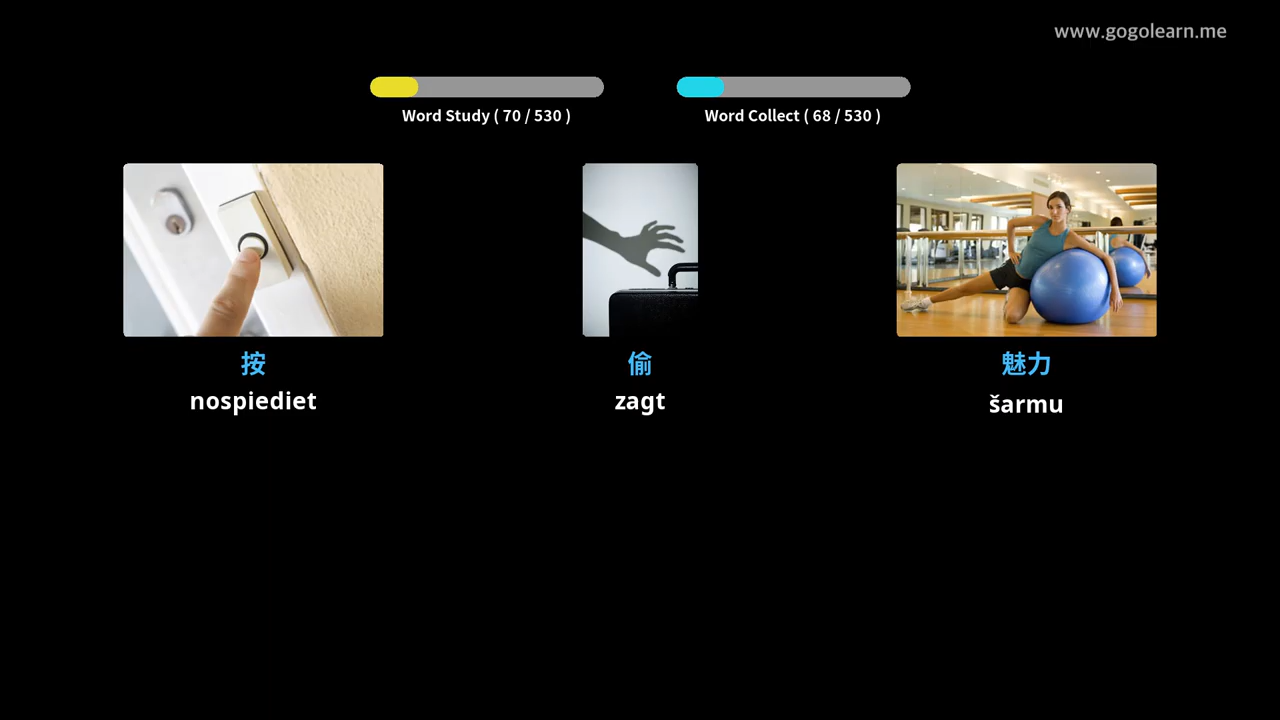 www.gogolearn.me
Word Study ( 70 / 530 )
Word Collect ( 68 / 530 )
按
nospiediet
偷
zagt
魅力
šarmu